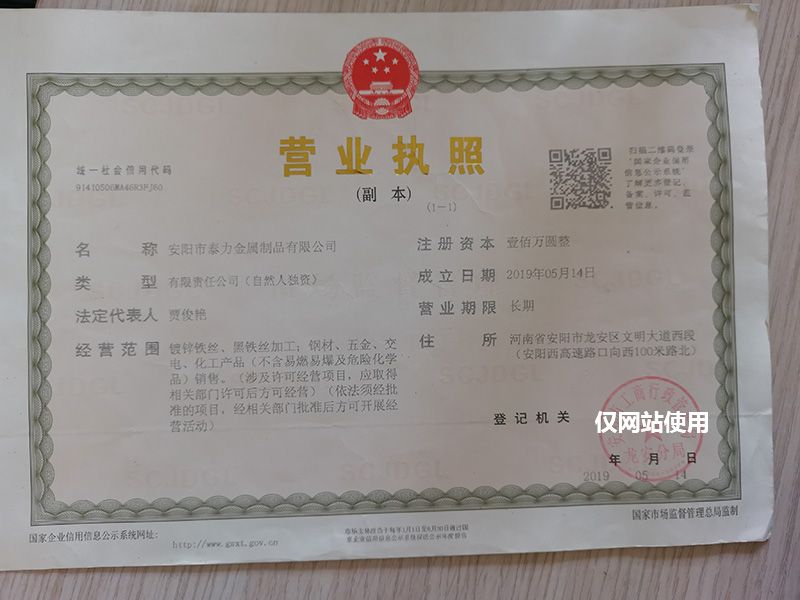 营业执照
(副 本)
(1-1)
统一社会信用代码
91410506MA46R3FJ80
扫描二维码登录
“国家企业信用
信息公示系统”
了解更多登记、
备案、许可、监
管信息。
名 称 安阳市泰力金属制品有限公司
类 型 有限责任公司(自然人独资)
法定代表人 贾俊艳
经营范围 镀锌铁丝、黑铁丝加工;钢材、五金、交
电、化工产品(不含易燃易爆及危险化学
品)销售。(涉及许可经营项目,应取得
相关部门许可后方可经营)(依法须经批
准的项目,经相关部门批准后方可开展经
营活动)
注册资本 壹佰万圆整
成立日期 2019年05月14日
营业期限 长期
住 所 河南省安阳市龙安区文明大道西段
(安阳西高速路口向西100米路北)
登记机关
仅网站使用
龙安分局
年 月 日
2019 05 14
国家企业信用信息公示系统网址:
http://www.gsxt.gov.cn
国家市场监督管理总局监制